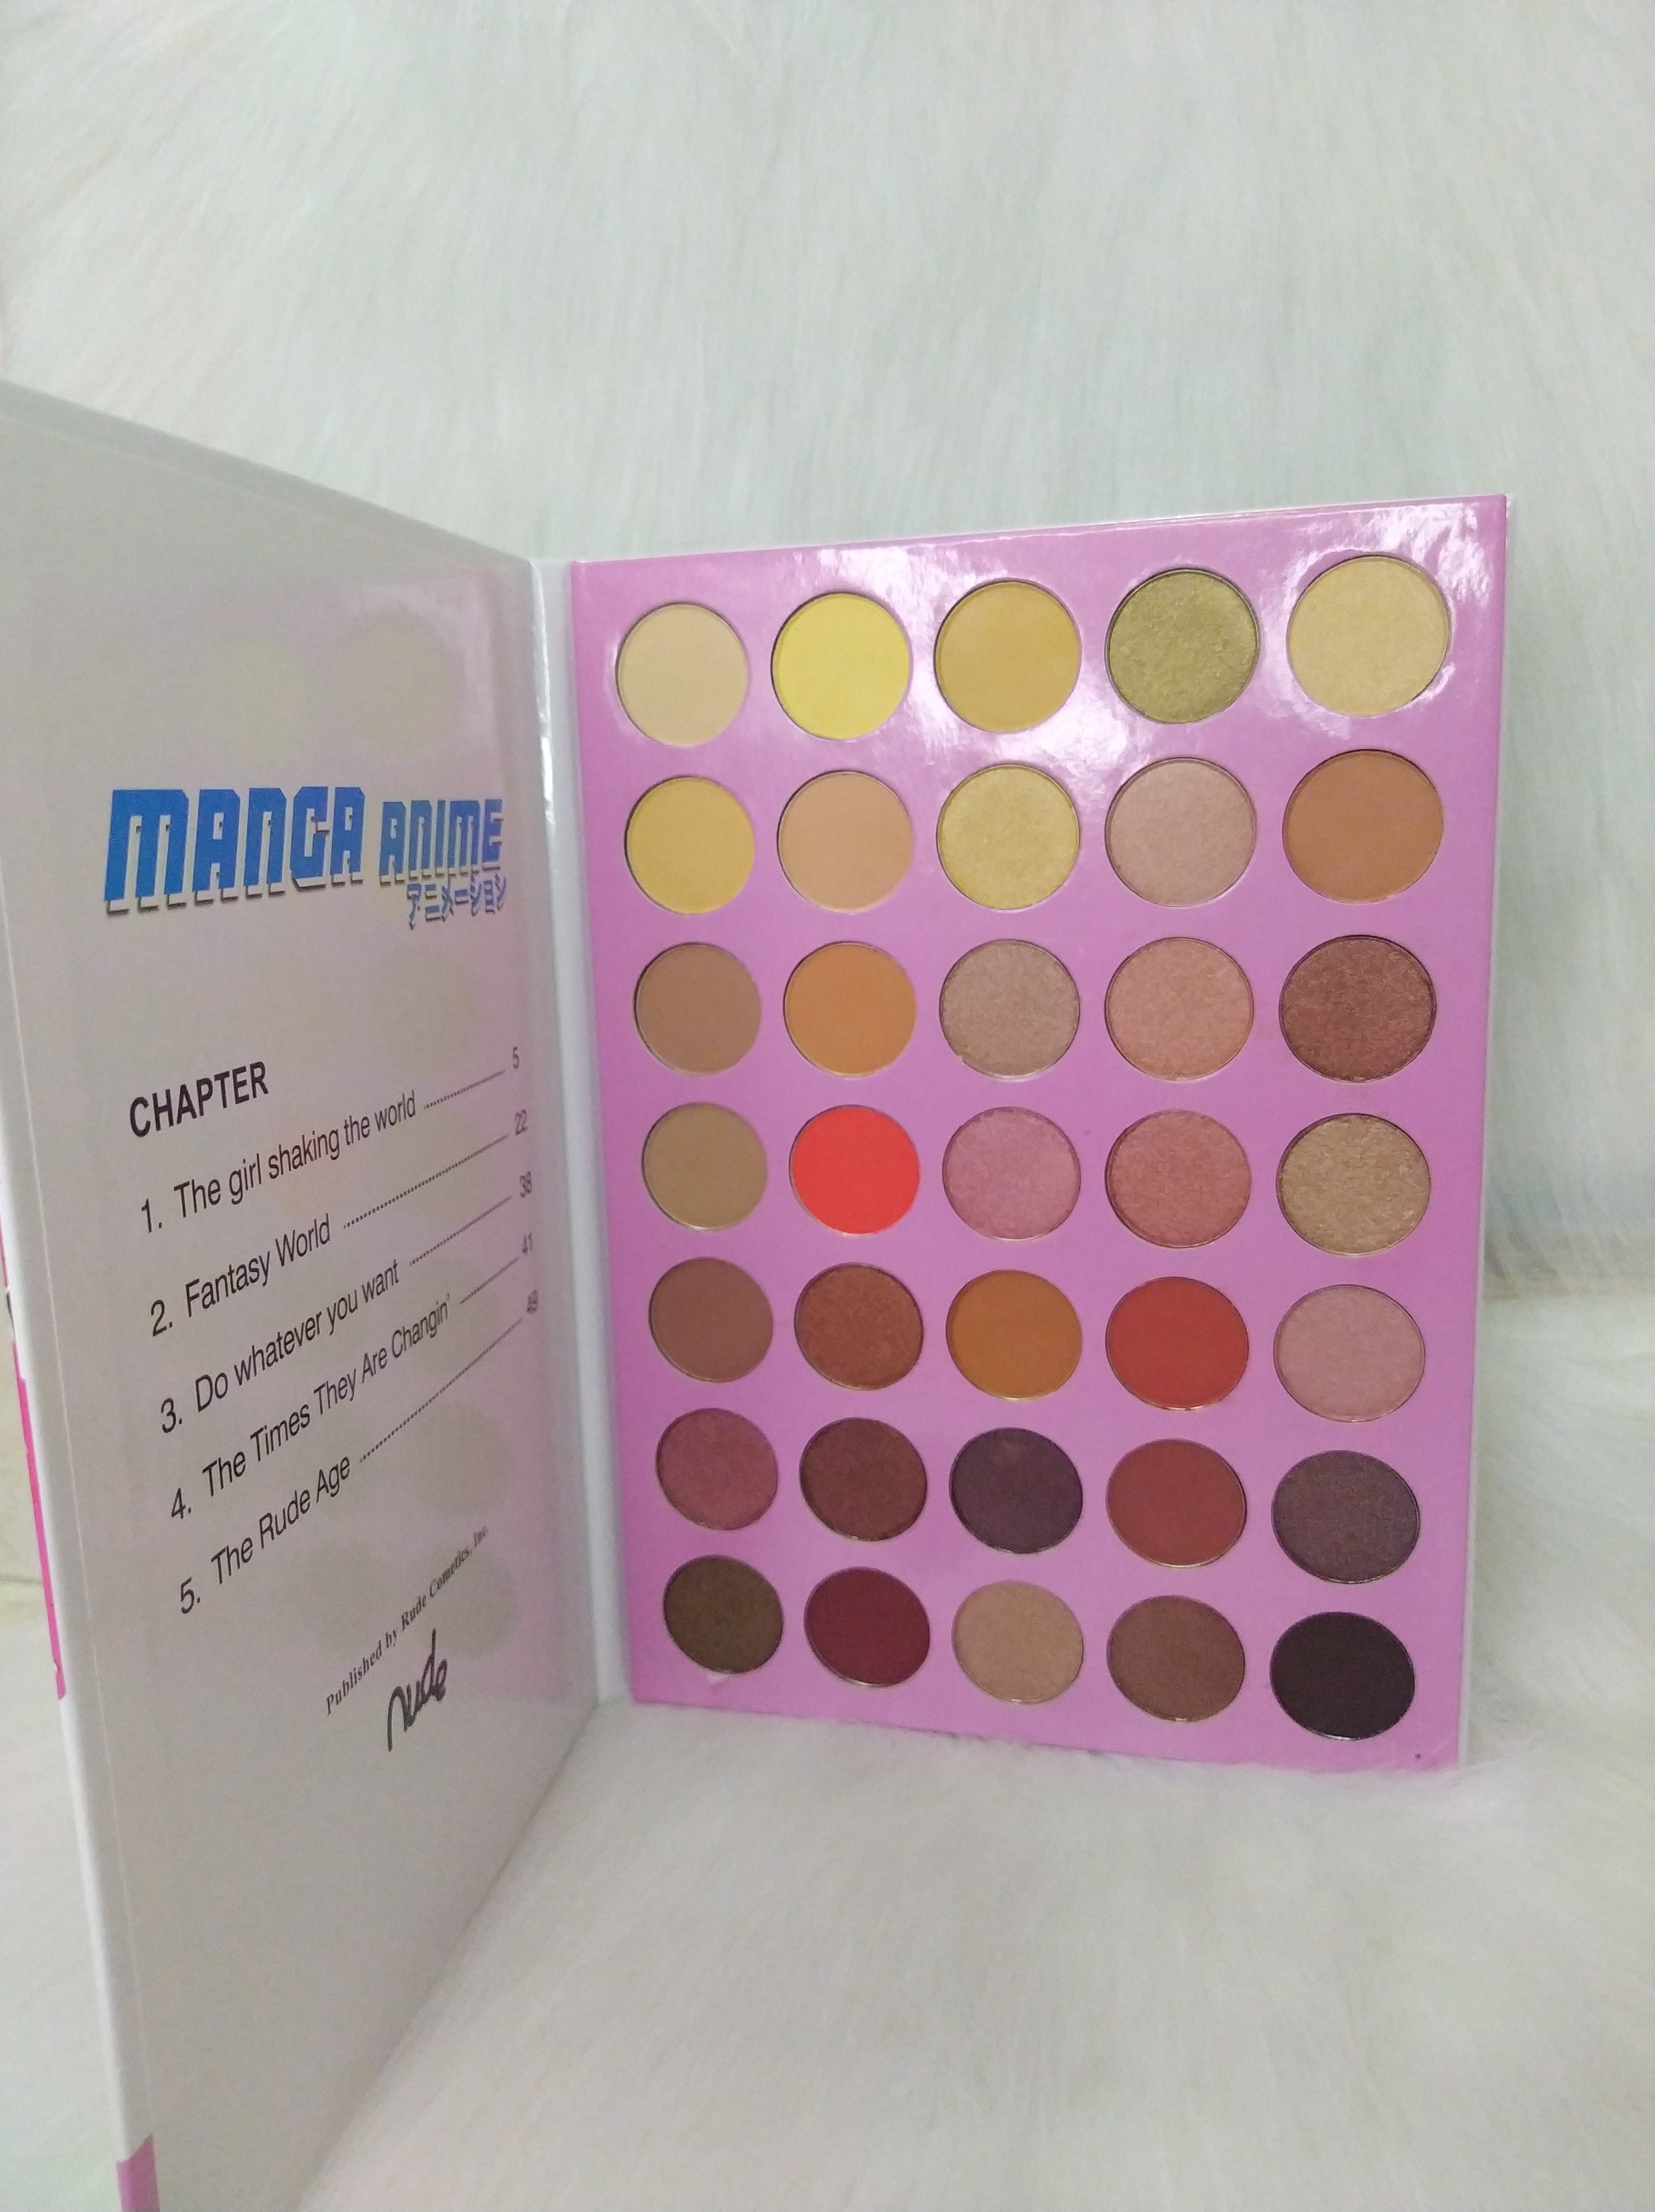 MANGA ANIME
アニメーション
CHAPTER
1. The girl shaking the world 5
2. Fantasy World 22
3. Do whatever you want 38
4. The Times They Are Changin' 41
5. The Rude Age 49
Published by Rude Cometics, Inc.
rude